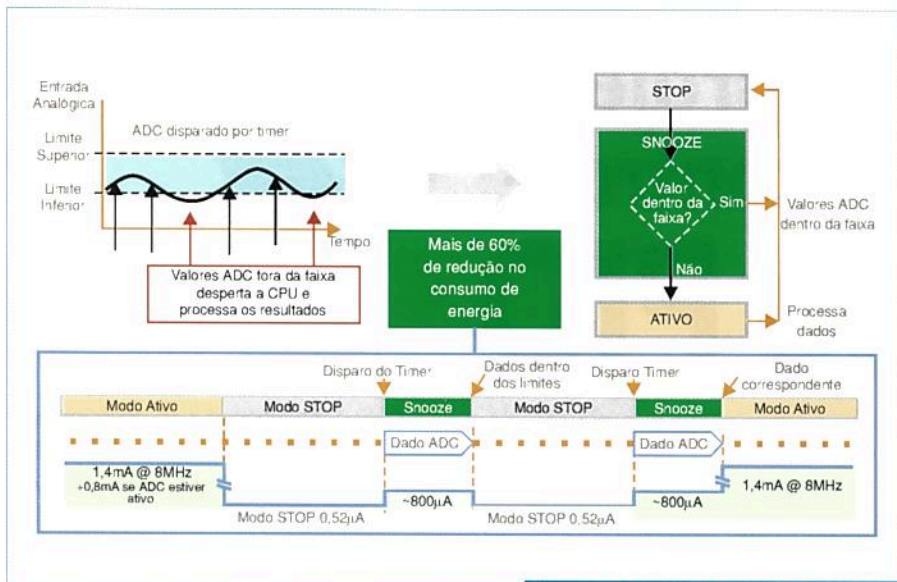 Entrada
Analógica
Limite
Superior
ADC disparado por timer
Limite
Inferior
Tempo
Valores ADC fora da faixa
desperta a CPU e
processa os resultados
STOP
SNOOZE
Valor
dentro da
faixa?
Sim
Não
ATIVO
Valores ADC
dentro da faixa
Processa
dados
Mais de 60%
de redução no
consumo de
energia
Disparo do Timer
Dados dentro
dos limites
Disparo Timer
Dado
correspondente
Modo Ativo
Modo STOP
Snooze
Modo STOP
Snooze
Modo Ativo
Dado ADC
Dado ADC
1,4mA @ 8MHz
+0,8mA se ADC estiver
ativo
Modo STOP 0,52µA
~800µA
Modo STOP 0,52µA
~800µA
1,4mA @ 8MHz